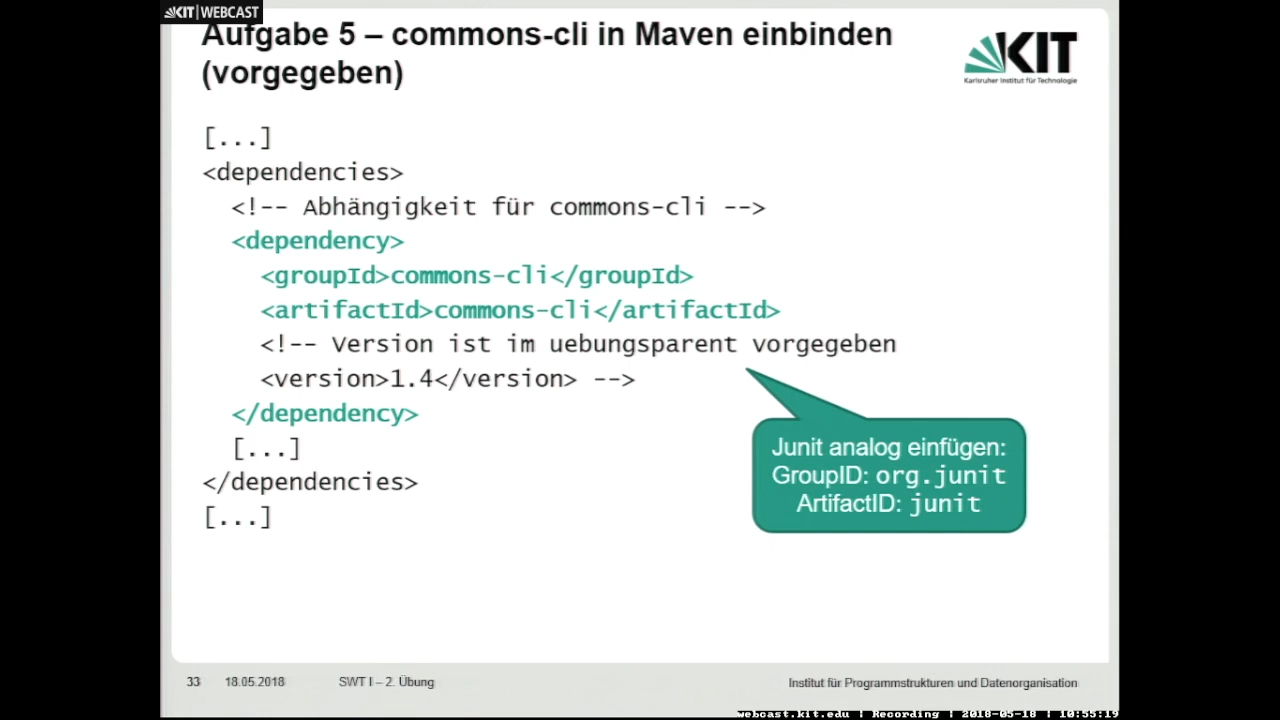 KIT | WEBCAST
Aufgabe 5 – commons-cli in Maven einbinden
(vorgegeben)
KIT
Karlsruher Institut für Technologie
[...]
<dependencies>
<!-- Abhängigkeit für commons-cli -->
<dependency>
<groupId>commons-cli</groupId>
<artifactId>commons-cli</artifactId>
<!-- Version ist im uebungsparent vorgegeben
<version>1.4</version> -->
</dependency>
[...]
</dependencies>
[...]
Junit analog einfügen:
GroupID: org.junit
ArtifactID: junit
33
18.05.2018
SWT I – 2. Übung
Institut für Programmstrukturen und Datenorganisation
webcast.kit.edu | Recording | 2018-05-18 | 10:55:19